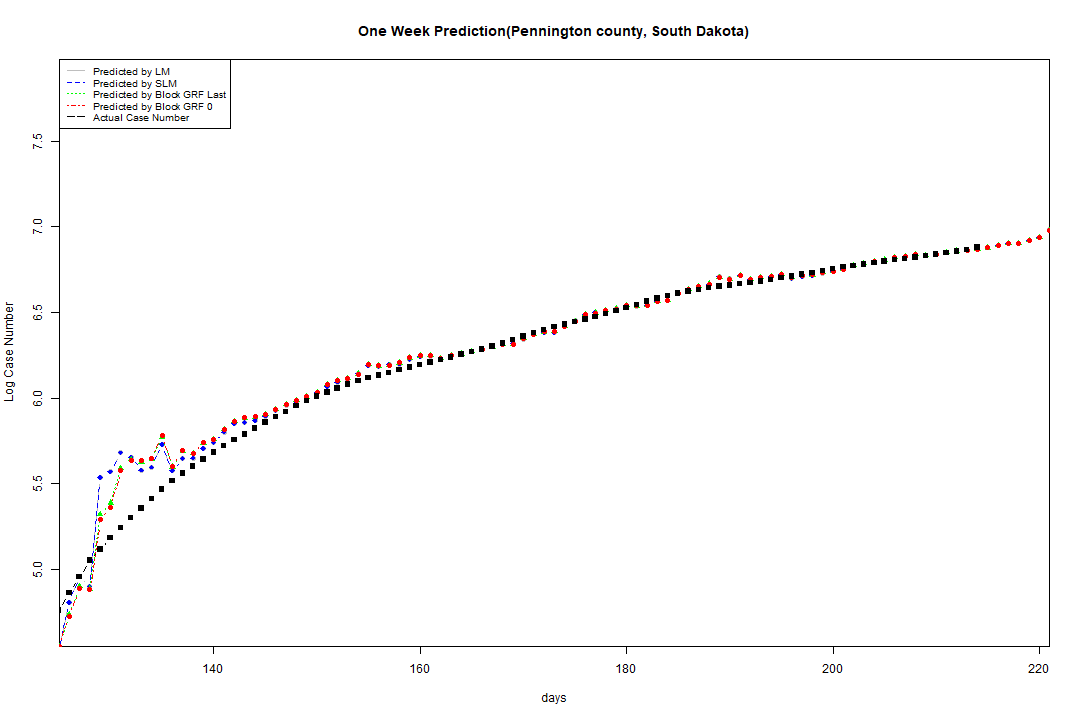 One Week Prediction(Pennington county, South Dakota)
Predicted by LM
Predicted by SLM
Predicted by Block GRF Last
Predicted by Block GRF 0
Actual Case Number
7.5
7.0
6.5
6.0
5.5
5.0
Log Case Number
140 160 180 200 220
days